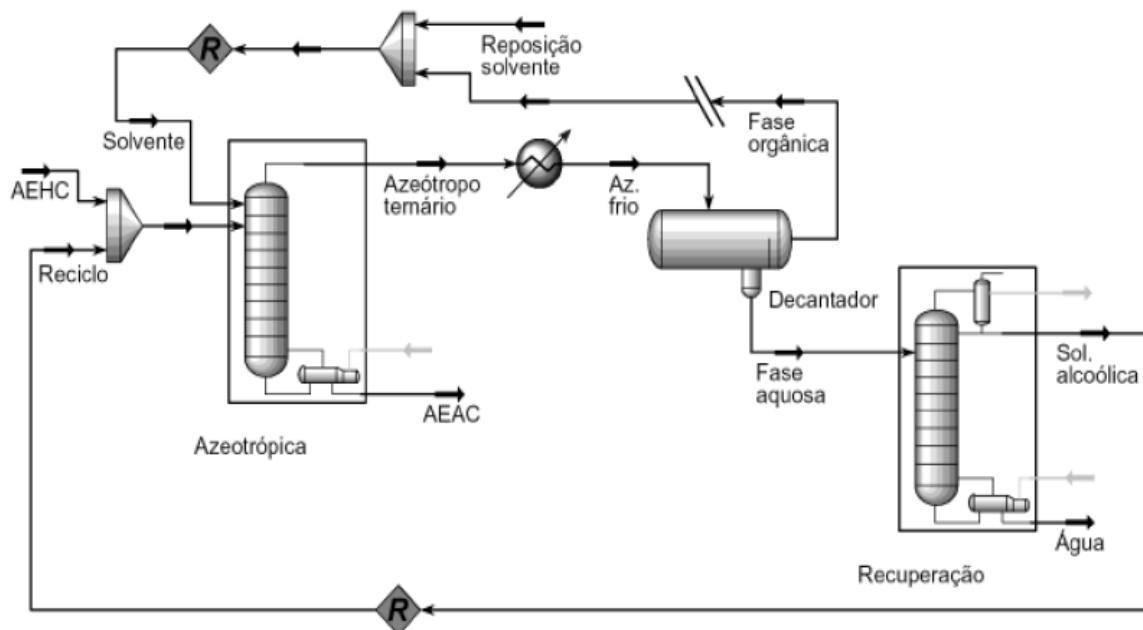 Reposição
solvente
R
Solvente
Fase
orgânica
AEHC
Azeótropo
ternário
Az.
frio
Reciclo
Decantador
Fase
aquosa
Sol.
alcoólica
AEAC
Azeotrópica
Água
Recuperação
R